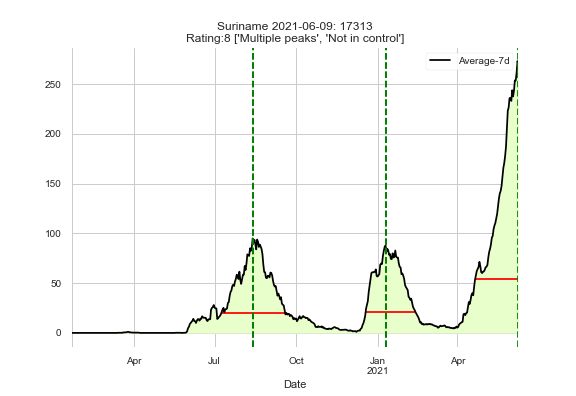 Suriname 2021-06-09: 17313
Rating:8 ['Multiple peaks', 'Not in control']
Average-7d
250
200
150
100
50
0
Apr
Jul
Oct
Jan
2021
Apr
Date